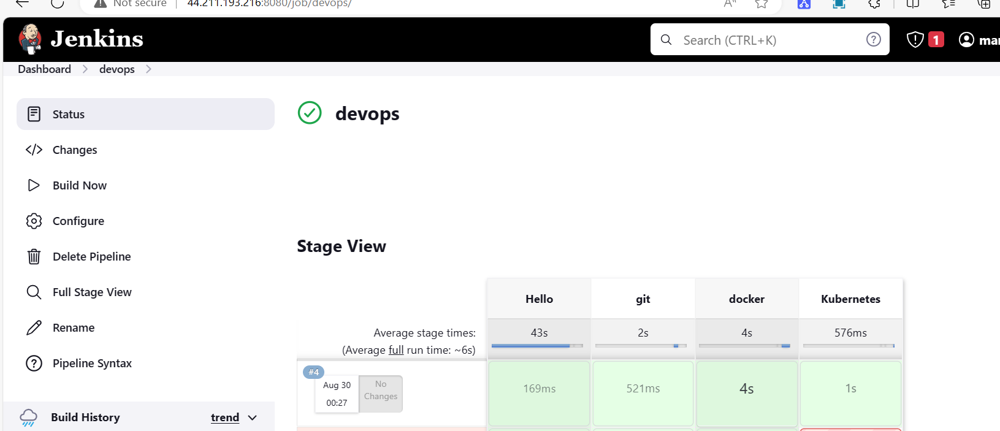 Not secure
44.211.193.216:8080/job/devops/
Jenkins
Search (CTRL+K)
1
Dashboard
devops
Status
Changes
Build Now
Configure
Delete Pipeline
Full Stage View
Rename
Pipeline Syntax
Build History
trend
devops
Stage View
Hello
git
docker
Kubernetes
Average stage times:
(Average full run time: ~6s)
43s
2s
4s
576ms
#4
Aug 30
00:27
No
Changes
169ms
521ms
4s
1s